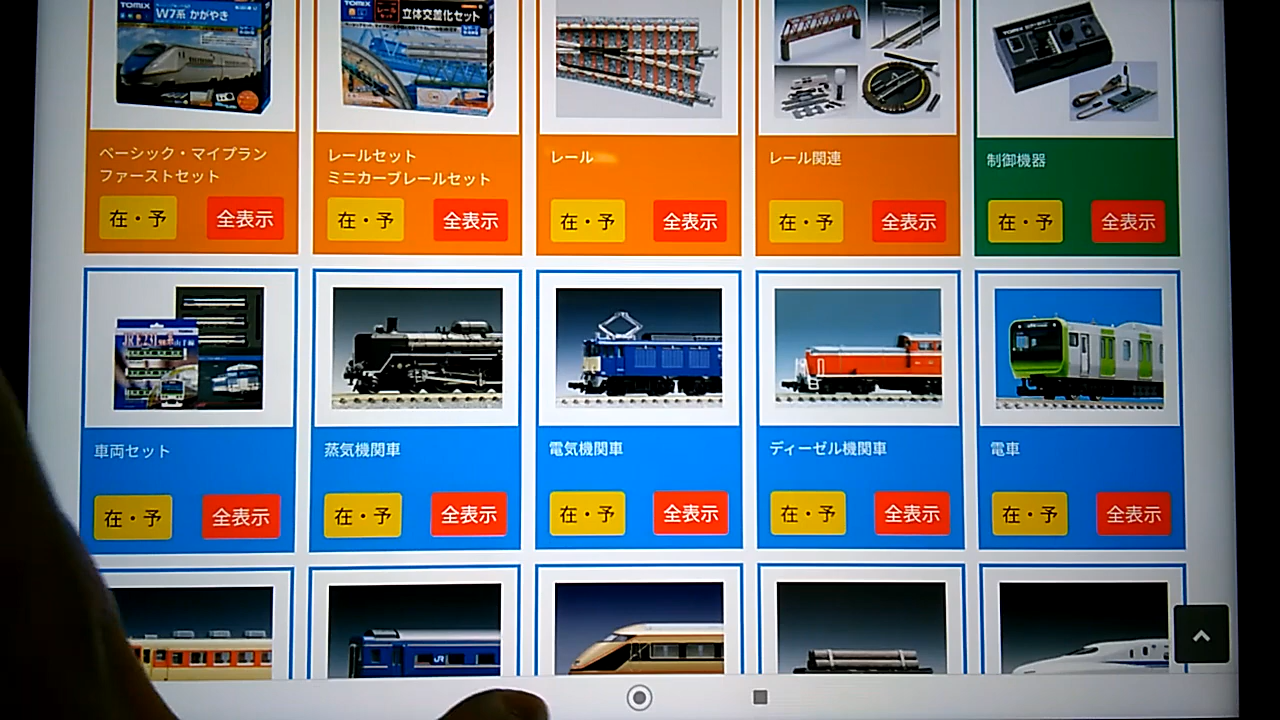 TOMIX
W7系 かがやき
TOMIX
立体交差化セット
ベーシック・マイプラン
ファーストセット
在・予
全表示
レールセット
ミニカーブレールセット
在・予
全表示
レール
在・予
全表示
レール関連
在・予
全表示
TOMIX
制御機器
在・予
全表示
車両セット
在・予
全表示
蒸気機関車
在・予
全表示
電気機関車
在・予
全表示
ディーゼル機関車
在・予
全表示
電車
在・予
全表示
JR